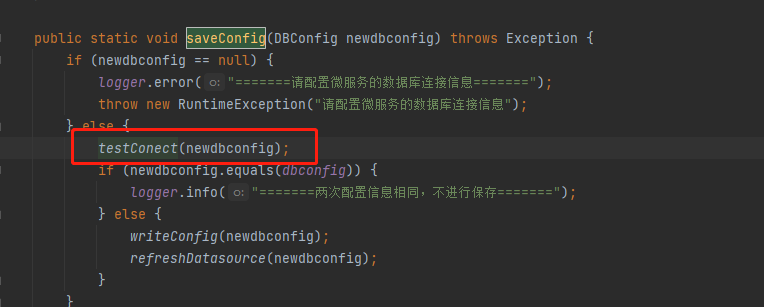 public static void saveConfig(DBConfig newdbconfig) throws Exception {
if (newdbconfig == null) {
logger.error( o: "=======请配置微服务的数据库连接信息=======");
throw new RuntimeException("请配置微服务的数据库连接信息");
} else {
testConect(newdbconfig);
if (newdbconfig.equals(dbconfig)) {
logger.info( o: "=======两次配置信息相同，不进行保存=======");
} else {
writeConfig(newdbconfig);
refreshDatasource(newdbconfig);
}
}